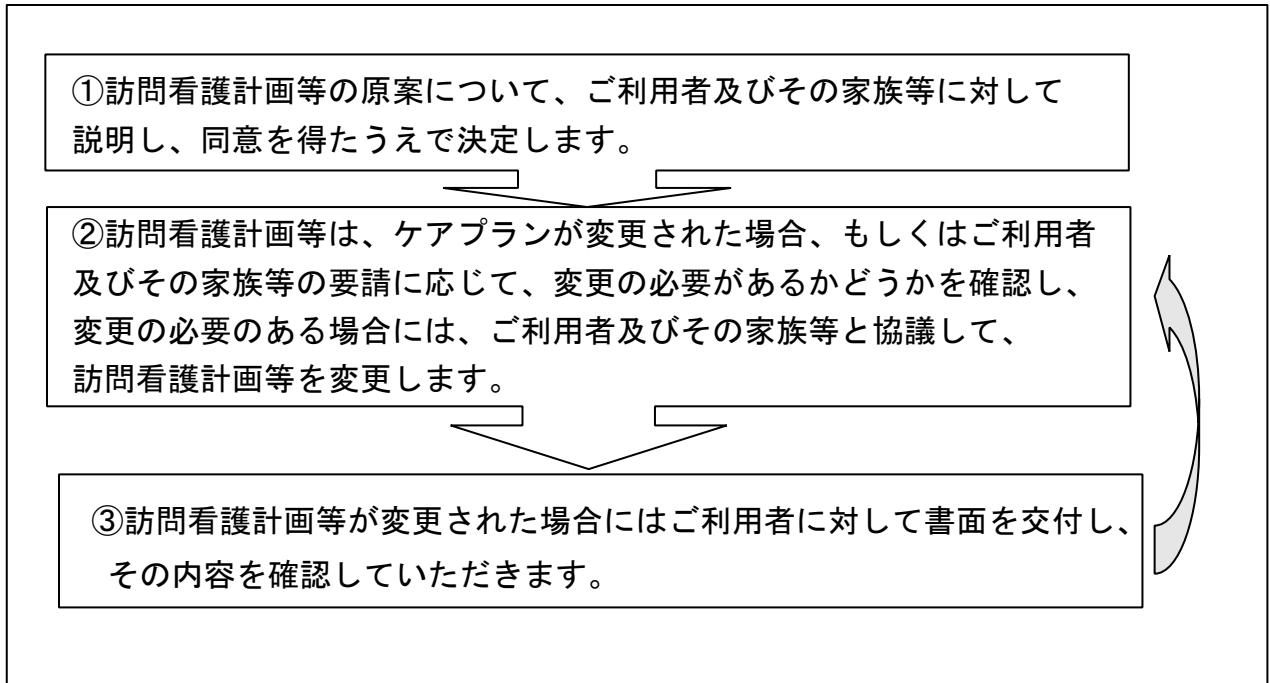 ①訪問看護計画等の原案について、ご利用者及びその家族等に対して
説明し、同意を得たうえで決定します。
②訪問看護計画等は、ケアプランが変更された場合、もしくはご利用者
及びその家族等の要請に応じて、変更の必要があるかどうかを確認し、
変更の必要のある場合には、ご利用者及びその家族等と協議して、
訪問看護計画等を変更します。
③訪問看護計画等が変更された場合にはご利用者に対して書面を交付し、
その内容を確認していただきます。